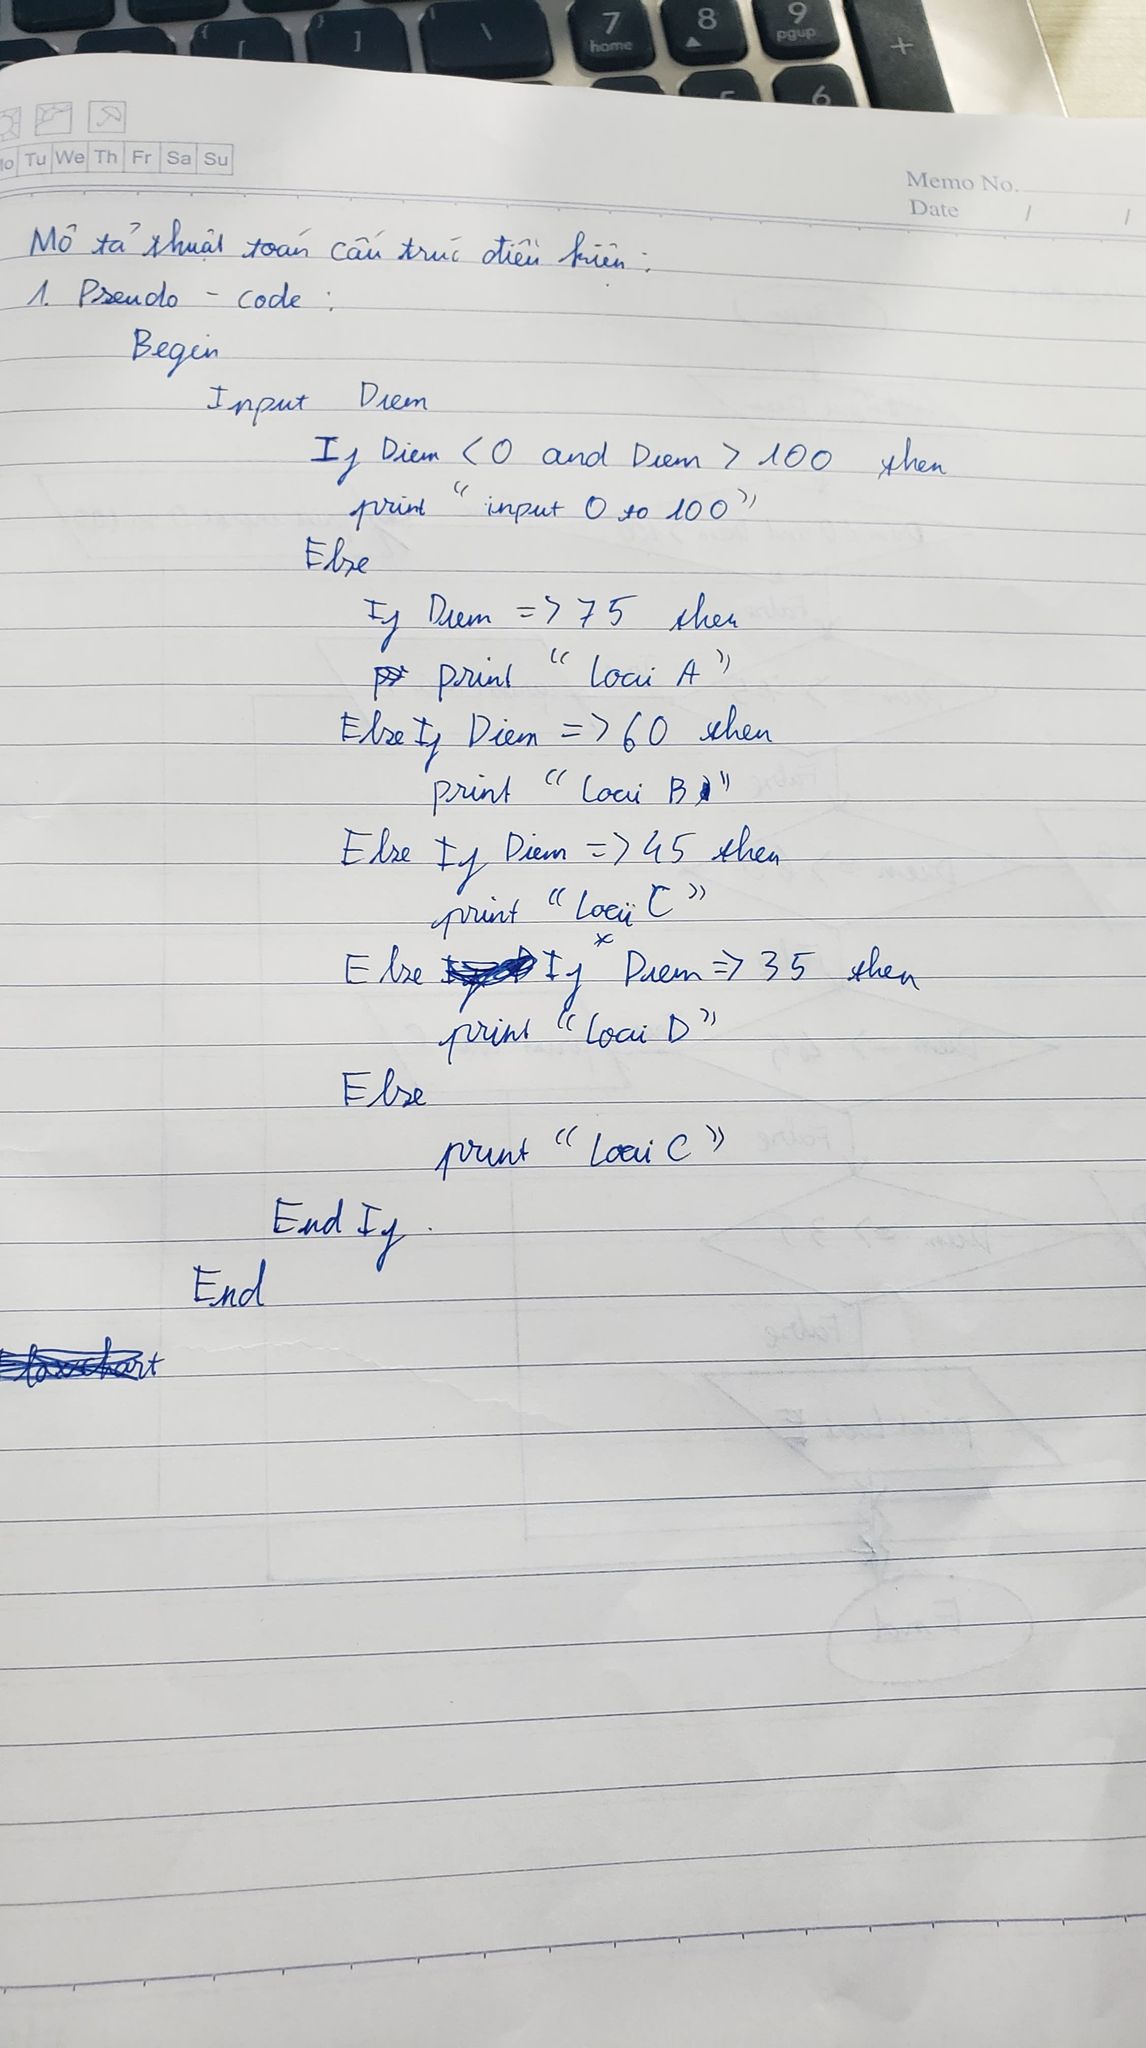 7 8 9
home ▲ pgup +
[ ] \
6
Mo Tu We Th Fr Sa Su
Memo No.
Date / /
Mô tả thuật toán cấu trúc điều kiện:
1. Pseudo - code:
Begin
Input Diem
If Diem < 0 and Diem > 100 then
print "input 0 to 100"
Else
If Diem => 75 then
print "Loai A"
Else If Diem => 60 then
print "Loai B"
Else If Diem => 45 then
print "Loai C"
Else If Diem => 35 then
print "Loai D"
Else
print "Loai C"
End If.
End